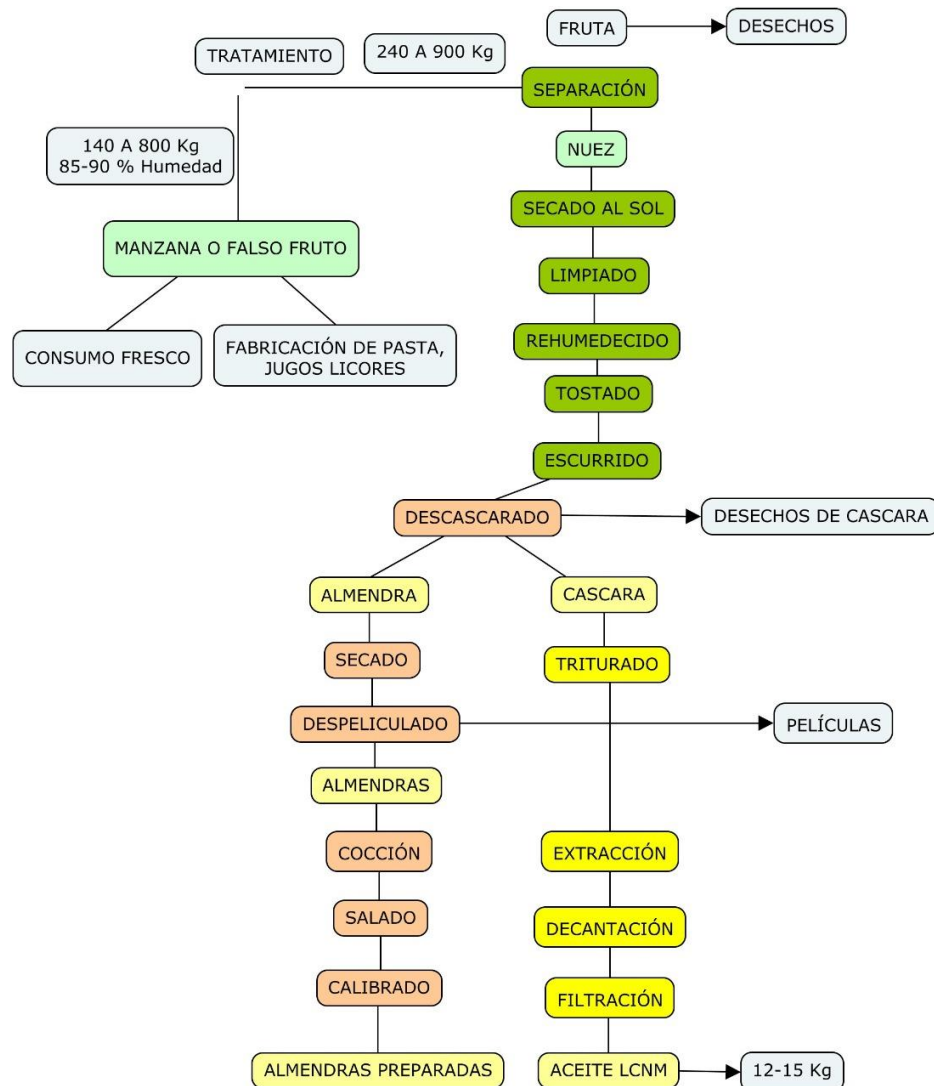 FRUTA
DESECHOS
240 A 900 Kg
TRATAMIENTO
SEPARACIÓN
140 A 800 Kg
85-90 % Humedad
NUEZ
SECADO AL SOL
MANZANA O FALSO FRUTO
LIMPIADO
CONSUMO FRESCO
FABRICACIÓN DE PASTA,
JUGOS LICORES
REHUMEDECIDO
TOSTADO
ESCURRIDO
DESCASCARADO
DESECHOS DE CASCARA
ALMENDRA
CASCARA
SECADO
TRITURADO
DESPELICULADO
PELÍCULAS
ALMENDRAS
COCCIÓN
EXTRACCIÓN
SALADO
DECANTACIÓN
CALIBRADO
FILTRACIÓN
ALMENDRAS PREPARADAS
ACEITE LCNM
12-15 Kg